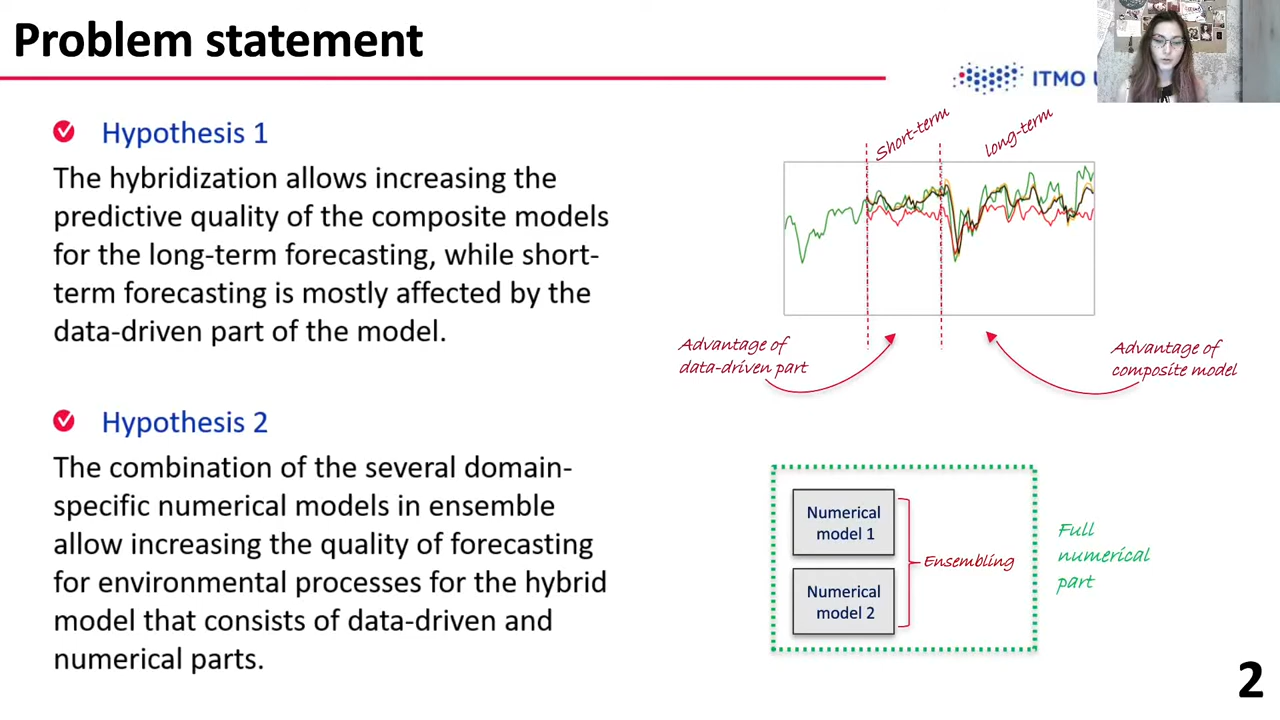 Problem statement
ITMO
Hypothesis 1
The hybridization allows increasing the
predictive quality of the composite models
for the long-term forecasting, while short-
term forecasting is mostly affected by the
data-driven part of the model.
Short-term
long-term
Advantage of
data-driven part
Advantage of
composite model
Hypothesis 2
The combination of the several domain-
specific numerical models in ensemble
allow increasing the quality of forecasting
for environmental processes for the hybrid
model that consists of data-driven and
numerical parts.
Numerical
model 1
Numerical
model 2
Ensembling
Full
numerical
part
2